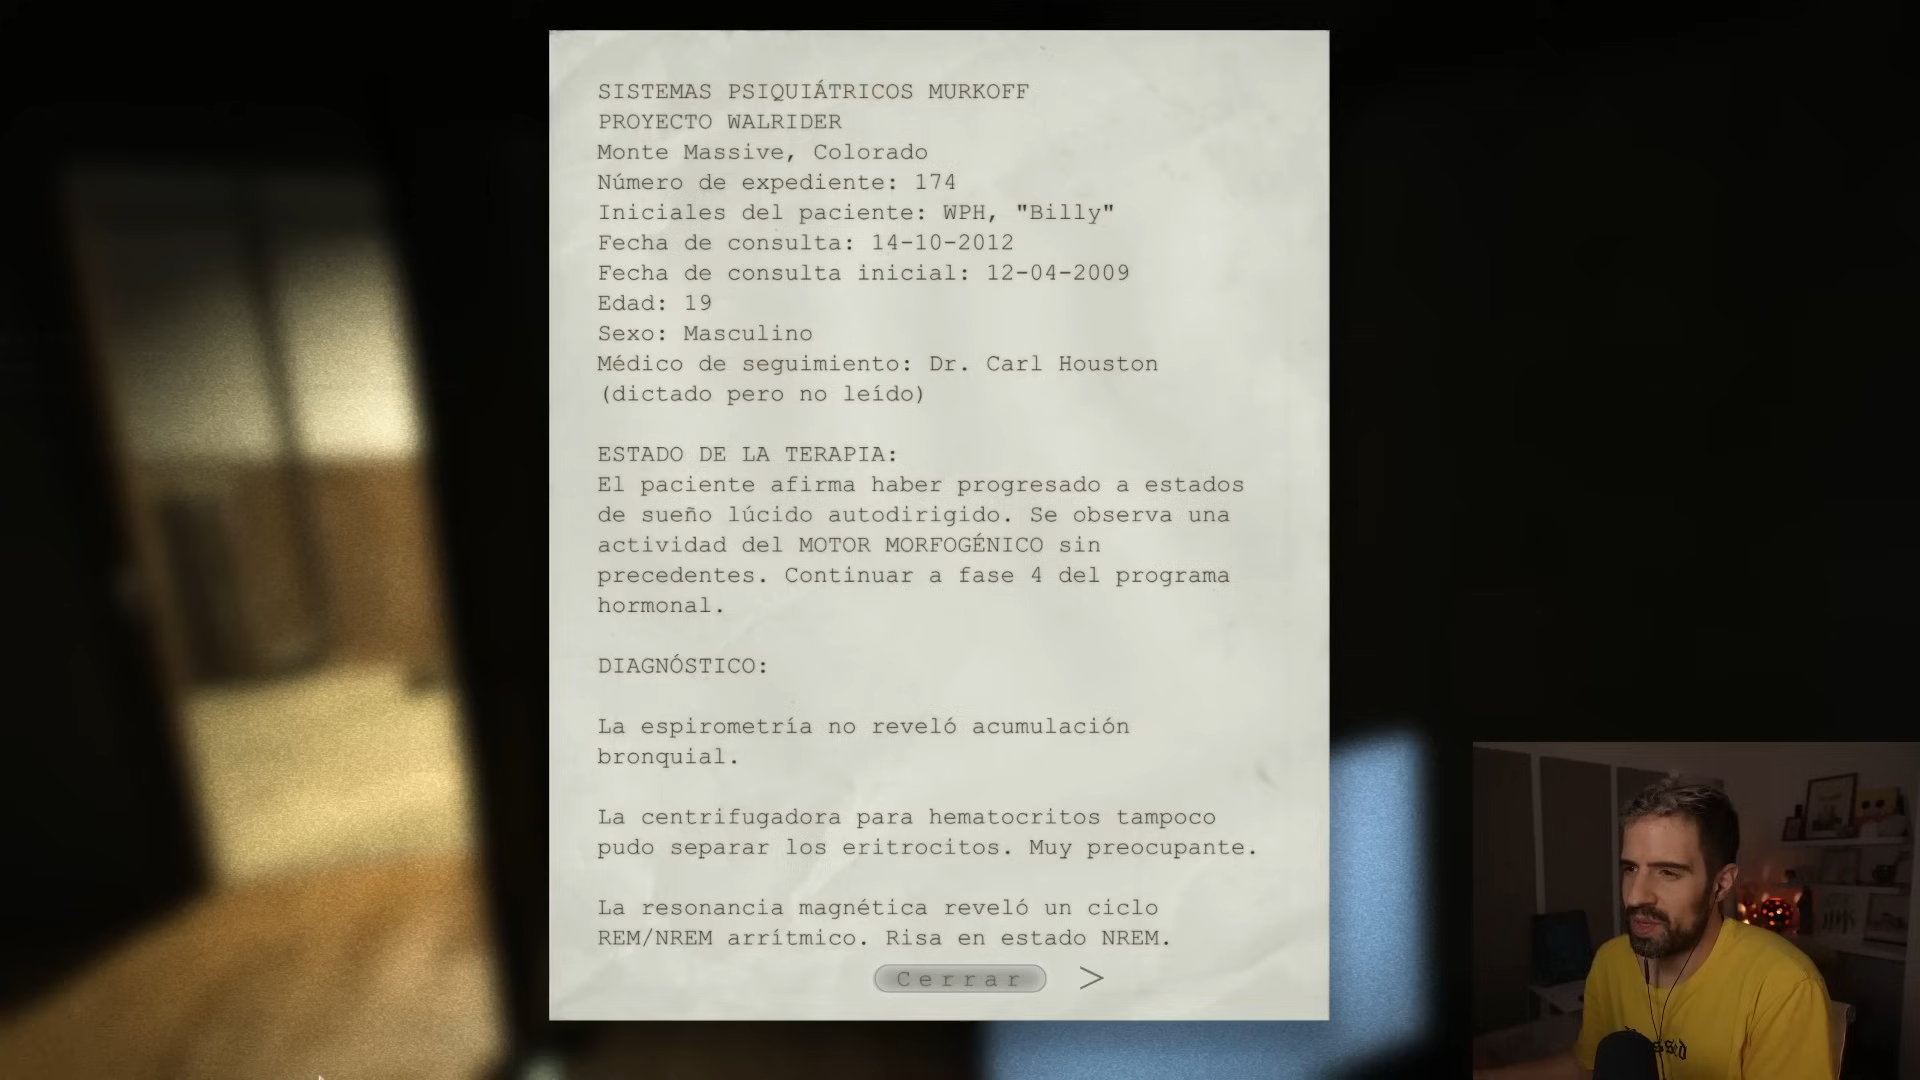 SISTEMAS PSIQUIÁTRICOS MURKOFF
PROYECTO WALRIDER
Monte Massive, Colorado
Número de expediente: 174
Iniciales del paciente: WPH, "Billy"
Fecha de consulta: 14-10-2012
Fecha de consulta inicial: 12-04-2009
Edad: 19
Sexo: Masculino
Médico de seguimiento: Dr. Carl Houston
(dictado pero no leído)
ESTADO DE LA TERAPIA:
El paciente afirma haber progresado a estados
de sueño lúcido autodirigido. Se observa una
actividad del MOTOR MORFOGÉNICO sin
precedentes. Continuar a fase 4 del programa
hormonal.
DIAGNÓSTICO:
La espirometría no reveló acumulación
bronquial.
La centrifugadora para hematocritos tampoco
pudo separar los eritrocitos. Muy preocupante.
La resonancia magnética reveló un ciclo
REM/NREM arrítmico. Risa en estado NREM.
Cerrar >